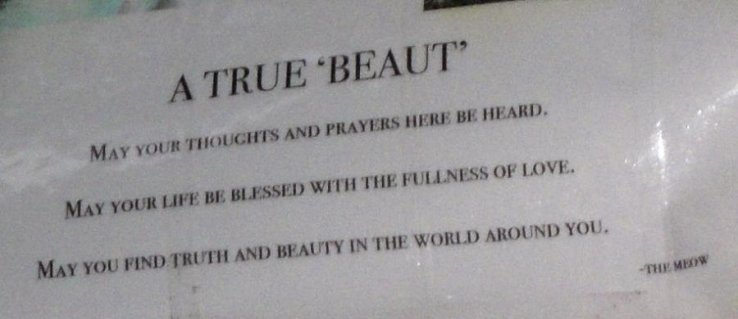 A TRUE ‘BEAUT’
MAY YOUR THOUGHTS AND PRAYERS HERE BE HEARD.
MAY YOUR LIFE BE BLESSED WITH THE FULLNESS OF LOVE.
MAY YOU FIND TRUTH AND BEAUTY IN THE WORLD AROUND YOU.
-THE MEOW